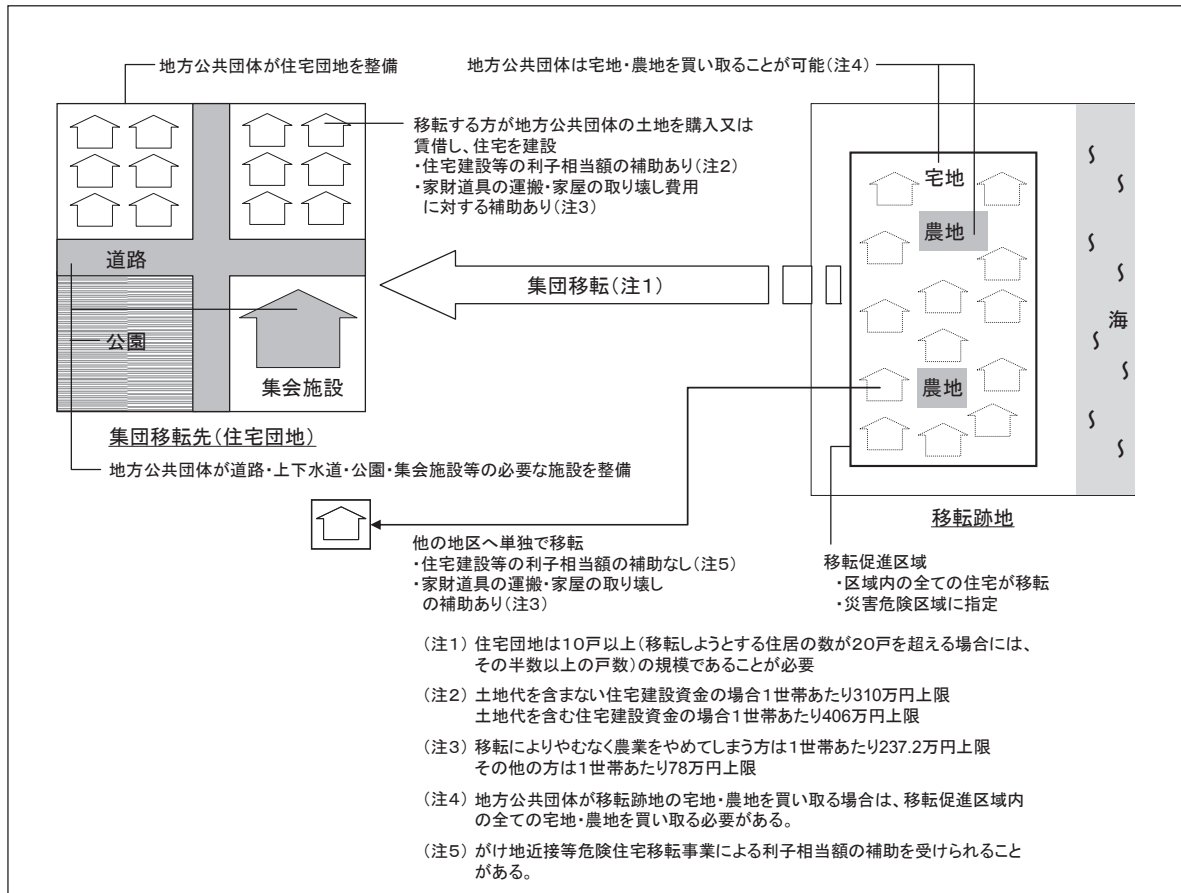 地方公共団体が住宅団地を整備
地方公共団体は宅地・農地を買い取ることが可能(注4)
移転する方が地方公共団体の土地を購入又は
賃借し、住宅を建設
・住宅建設等の利子相当額の補助あり(注2)
・家財道具の運搬・家屋の取り壊し費用
に対する補助あり(注3)
宅地
農地
道路
集団移転(注1)
海
公園
集会施設
農地
集団移転先(住宅団地)
地方公共団体が道路・上下水道・公園・集会施設等の必要な施設を整備
移転跡地
他の地区へ単独で移転
・住宅建設等の利子相当額の補助なし(注5)
・家財道具の運搬・家屋の取り壊し
の補助あり(注3)
移転促進区域
・区域内の全ての住宅が移転
・災害危険区域に指定
(注1) 住宅団地は10戸以上(移転しようとする住居の数が20戸を超える場合には、
その半数以上の戸数)の規模であることが必要
(注2) 土地代を含まない住宅建設資金の場合1世帯あたり310万円上限
土地代を含む住宅建設資金の場合1世帯あたり406万円上限
(注3) 移転によりやむなく農業をやめてしまう方は1世帯あたり237.2万円上限
その他の方は1世帯あたり78万円上限
(注4) 地方公共団体が移転跡地の宅地・農地を買い取る場合は、移転促進区域内
の全ての宅地・農地を買い取る必要がある。
(注5) がけ地近接等危険住宅移転事業による利子相当額の補助を受けられること
がある。